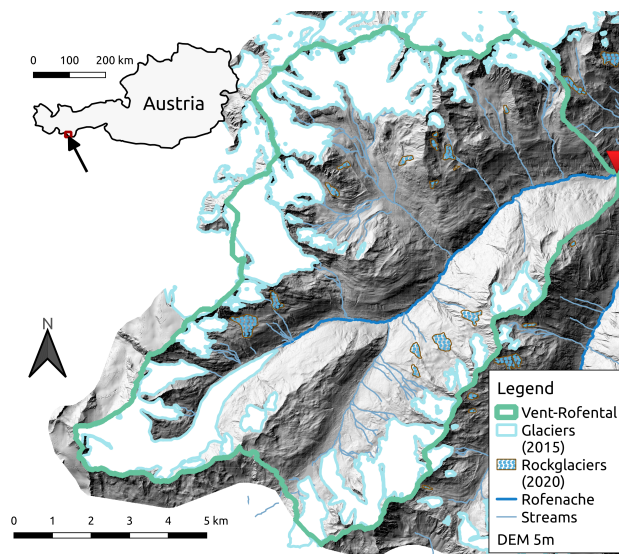 0 100 200 km
Austria
N
0 1 2 3 4 5 km
Legend
Vent-Rofental
Glaciers
(2015)
Rockglaciers
(2020)
Rofenache
Streams
DEM 5m